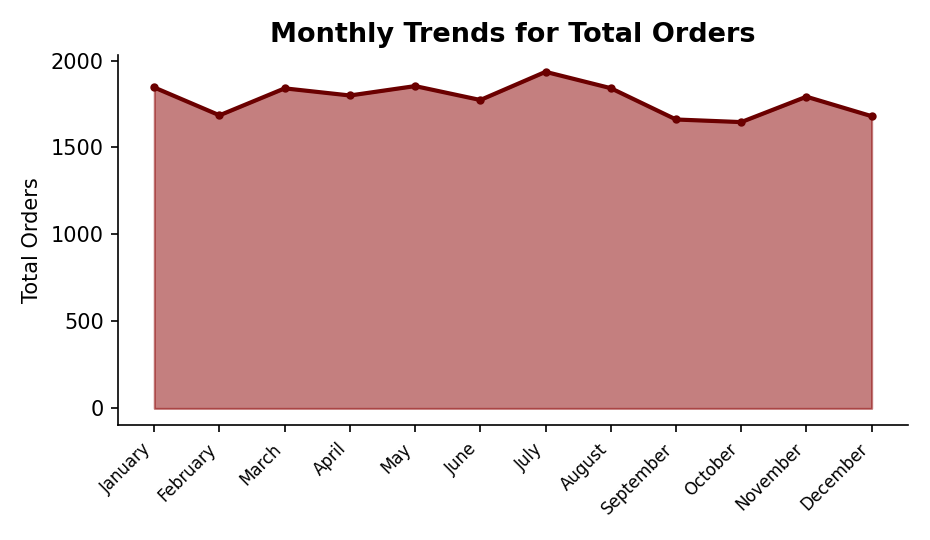 Monthly Trends for Total Orders
Total Orders
2000
1500
1000
500
0
January
February
March
April
May
June
July
August
September
October
November
December